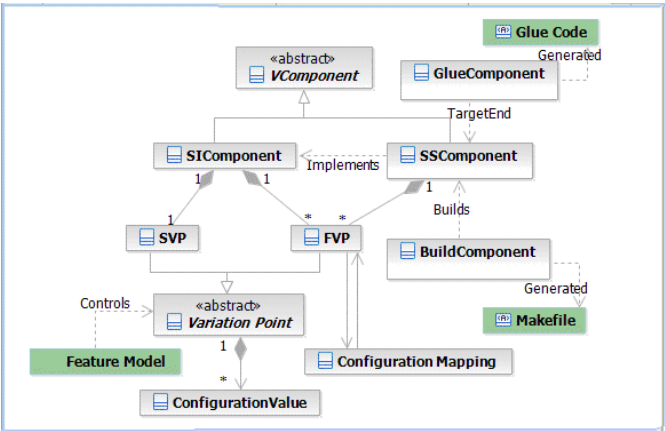 Glue Code
«abstract»
VComponent
Generated
GlueComponent
TargetEnd
SIComponent
Implements
SSComponent
1
1
1
Builds
1
*
*
SVP
FVP
BuildComponent
Generated
Controls
«abstract»
Variation Point
Makefile
1
Feature Model
Configuration Mapping
*
ConfigurationValue